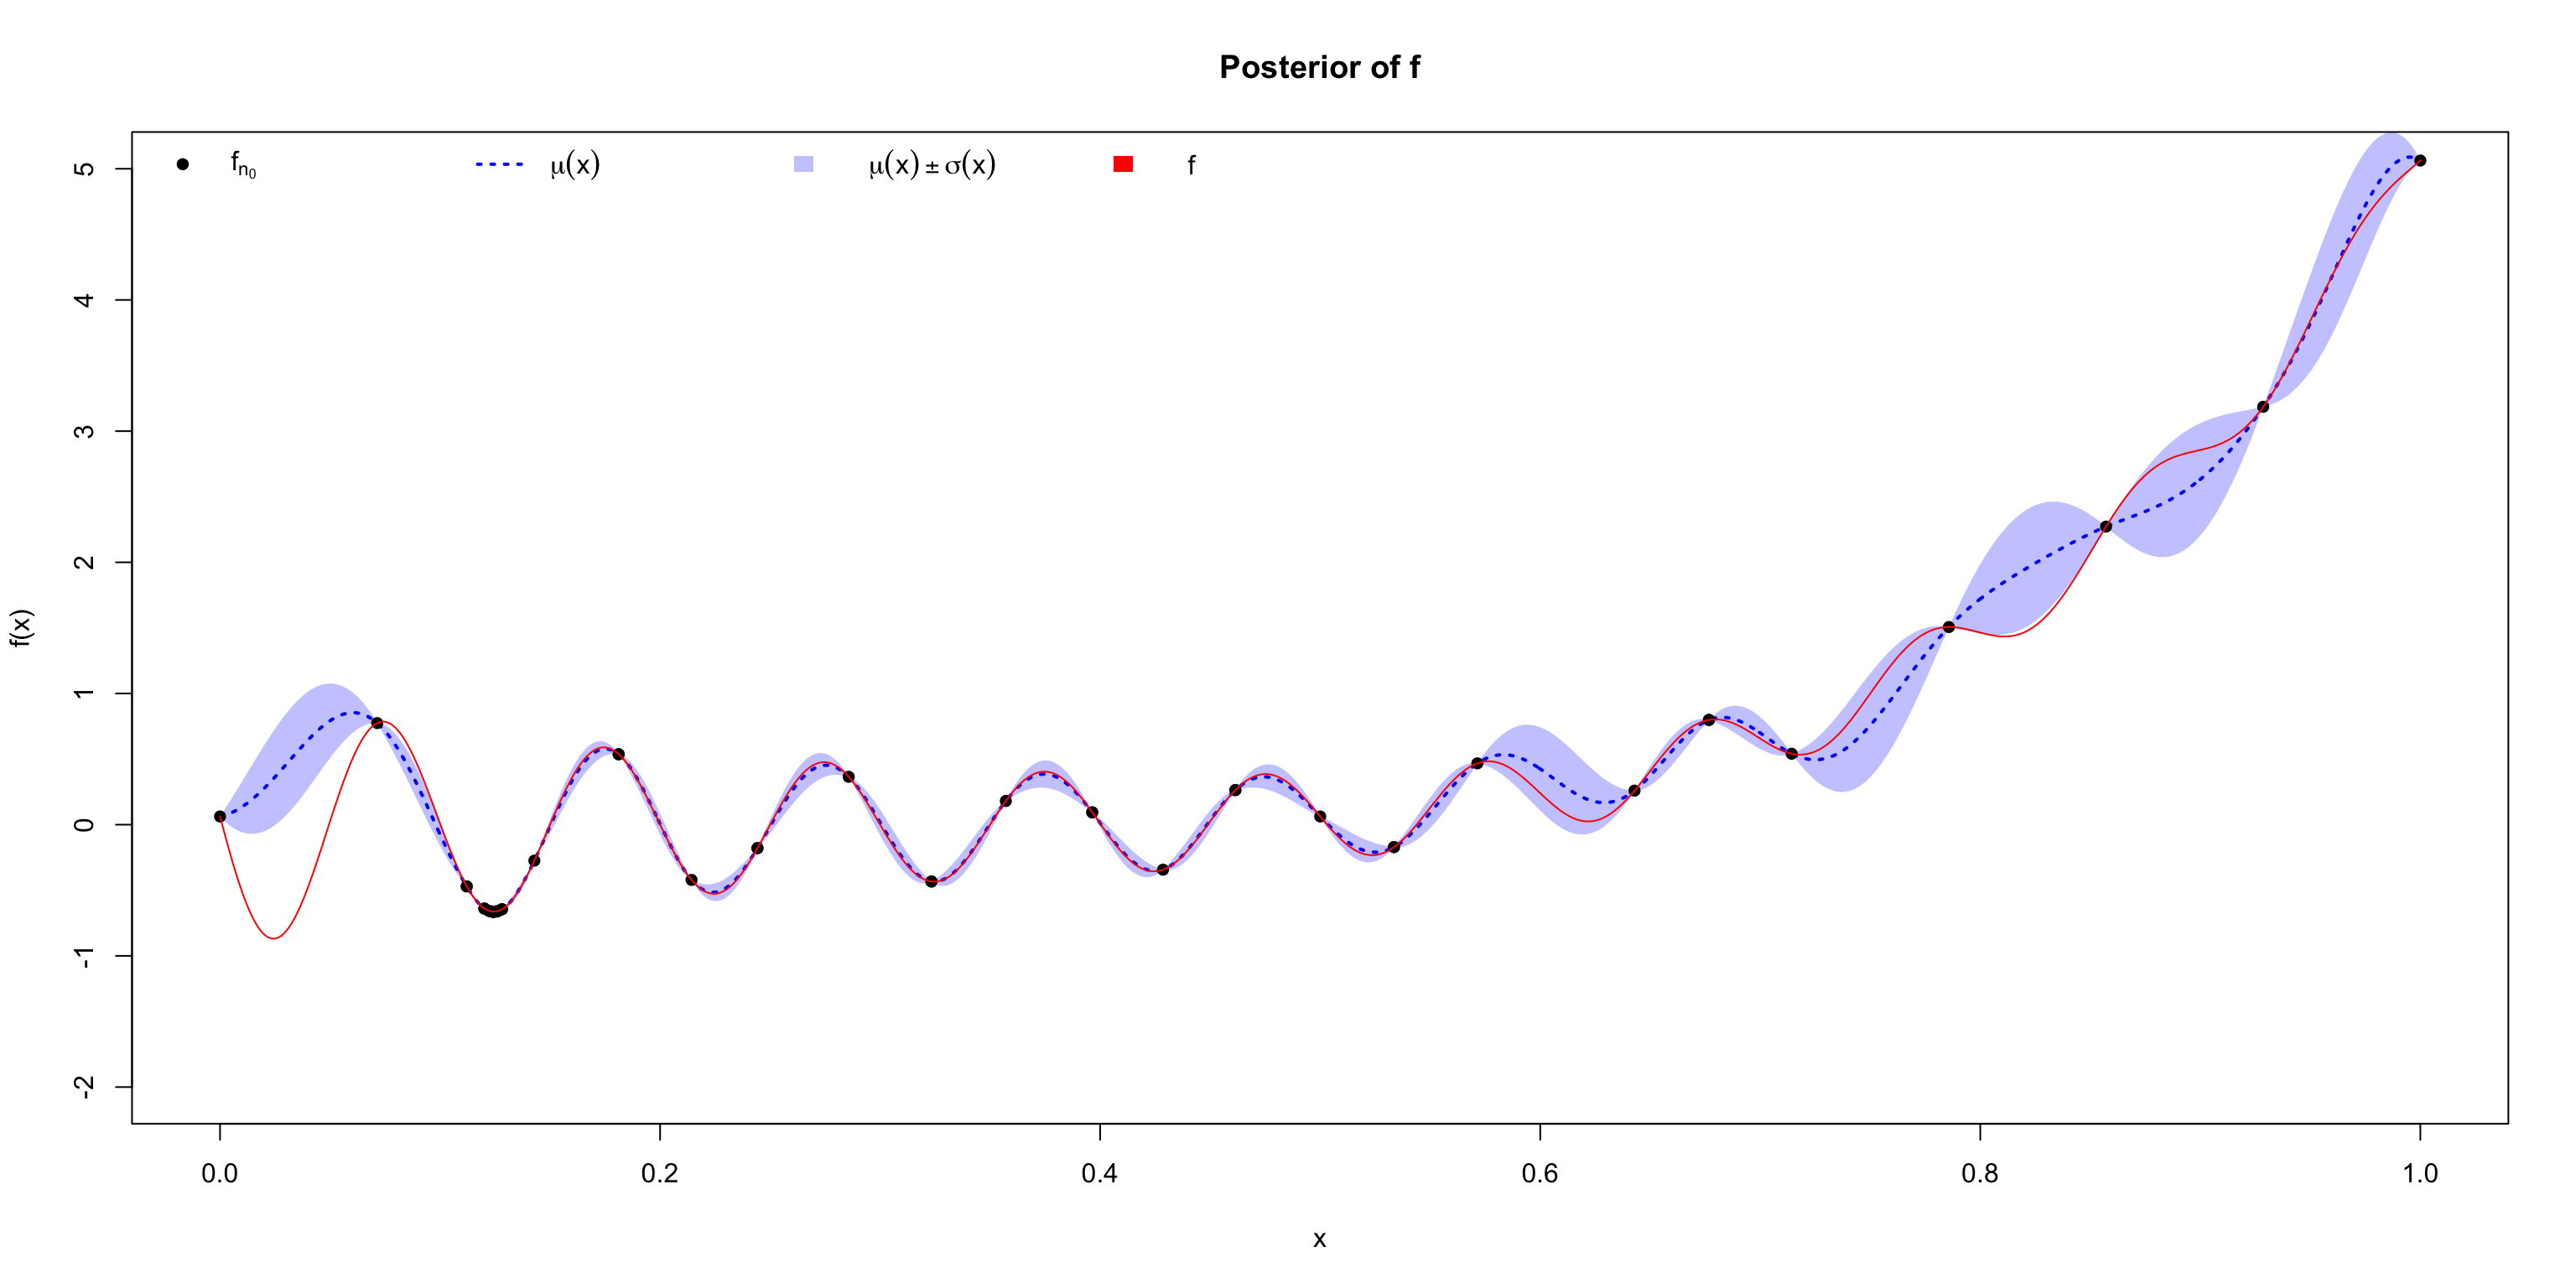 Posterior of f
f_{n_0} μ(x) μ(x) ± σ(x) f
5
4
3
2
1
0
-1
-2
f(x)
0.0 0.2 0.4 0.6 0.8 1.0
x